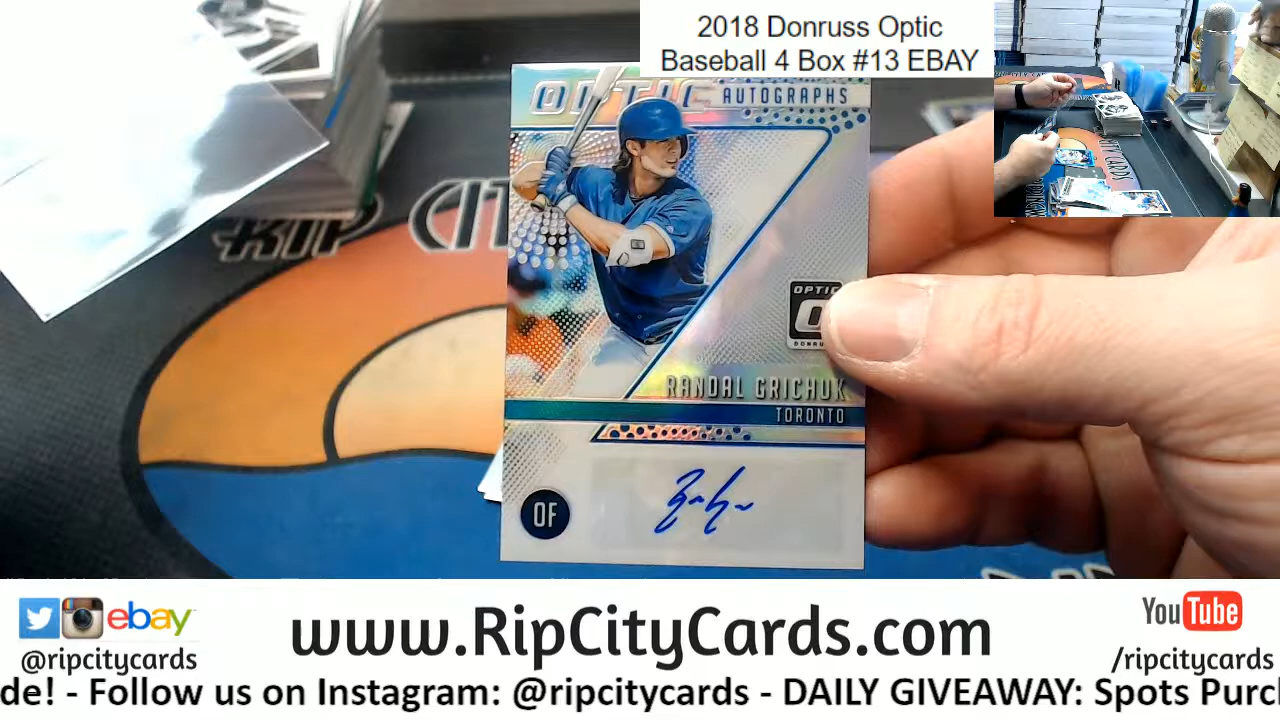 2018 Donruss Optic
Baseball 4 Box #13 EBAY
OPTIC
AUTOGRAPHS
RIP
OPTIC
RANDAL GRICHUK
TORONTO
OF
ebay
www.RipCityCards.com
YouTube
@ripcitycards
/ripcitycards
de! - Follow us on Instagram: @ripcitycards - DAILY GIVEAWAY: Spots Purch